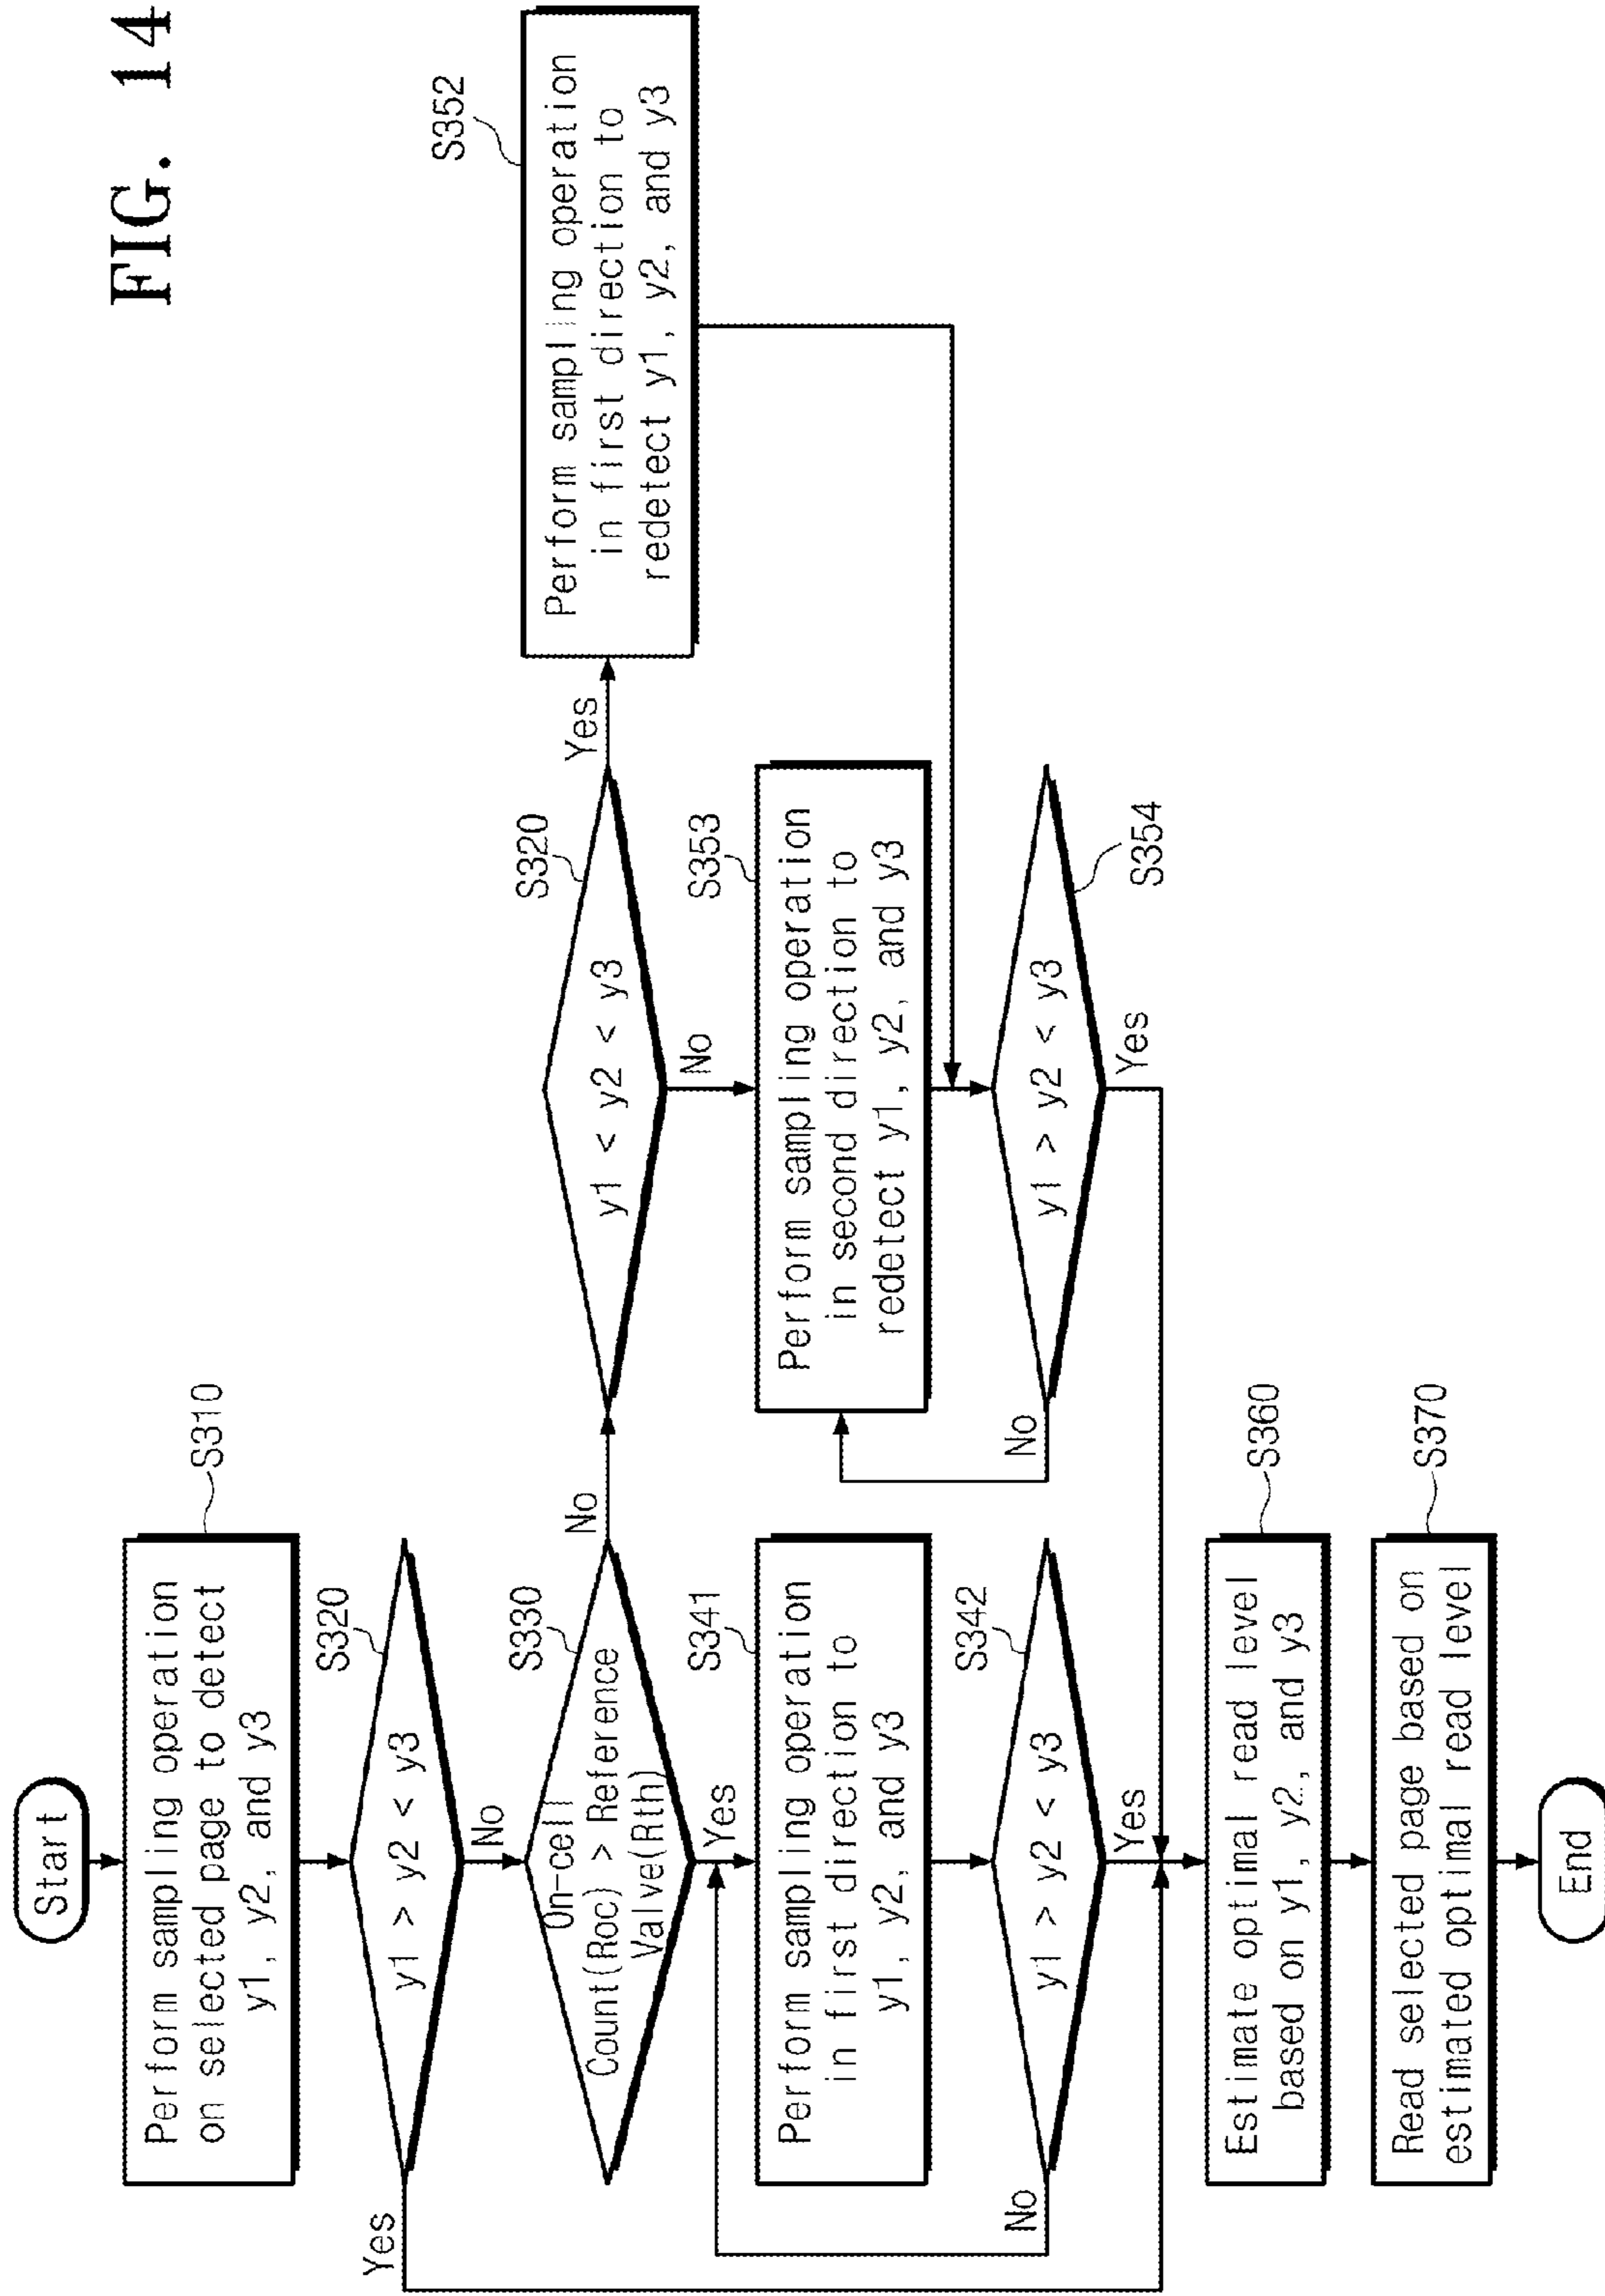 FIG. 14
Start
Perform sampling operation
on selected page to detect
y1, y2, and y3
S310
S320
y1 > y2 < y3
Yes
No
S330
On-cell
Count(Roc) > Reference
Valve(Rth)
No
Yes
S320
y1 < y2 < y3
Yes
No
S352
Perform sampling operation
in first direction to
redetect y1, y2, and y3
S341
Perform sampling operation
in first direction to
y1, y2, and y3
S353
Perform sampling operation
in second direction to
redetect y1, y2, and y3
S342
y1 > y2 < y3
No
Yes
S354
y1 > y2 < y3
No
Yes
S360
Estimate optimal read level
based on y1, y2, and y3
S370
Read selected page based on
estimated optimal read level
End